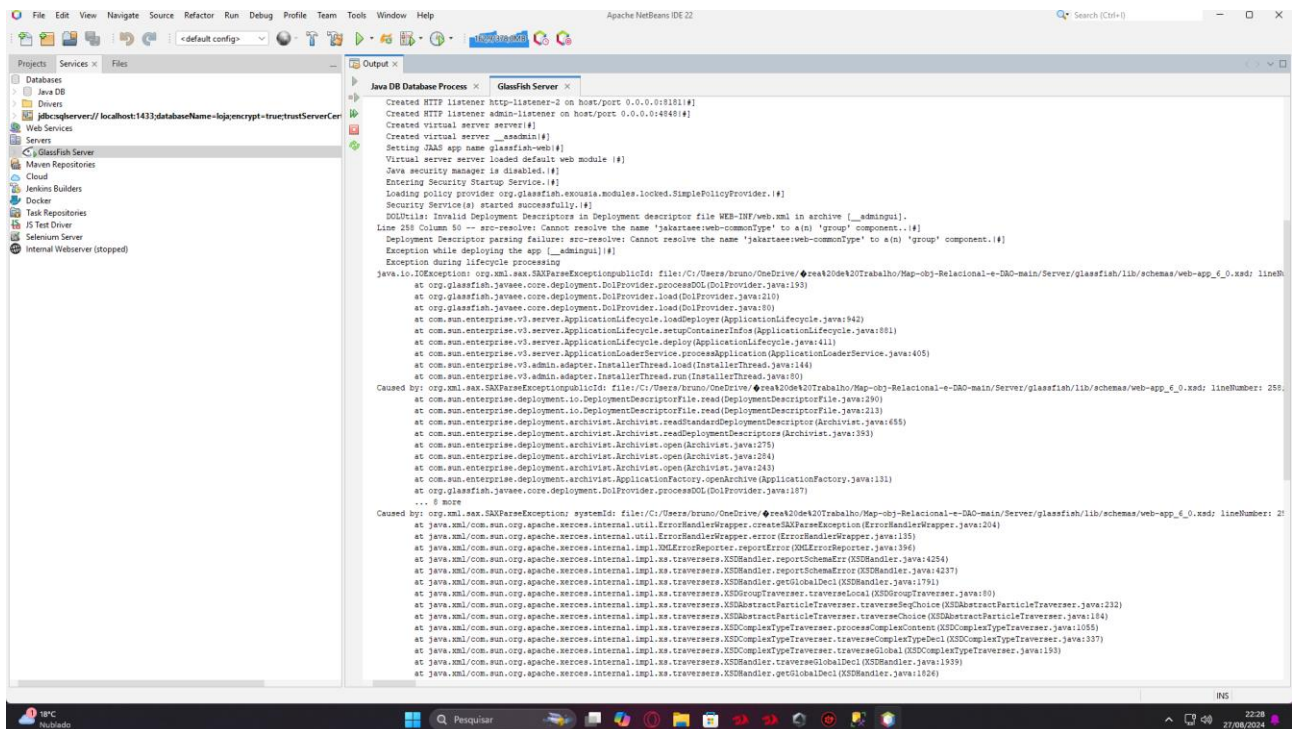 File Edit View Navigate Source Refactor Run Debug Profile Team Tools Window Help
Apache NetBeans IDE 22
Search (Ctrl+I)
<default config>
Projects Services Files
Databases
Java DB
Drivers
jdbc:sqlserver:// localhost:1433;databaseName=loja;encrypt=true;trustServerCer
Web Services
Servers
GlassFish Server
Maven Repositories
Cloud
Jenkins Builders
Docker
Task Repositories
JS Test Driver
Selenium Server
Internal Webserver (stopped)
Output
Java DB Database Process GlassFish Server
Created HTTP listener http-listener-2 on host/port 0.0.0.0:8181|#]
Created HTTP listener admin-listener on host/port 0.0.0.0:4848|#]
Created virtual server server|#]
Created virtual server __asadmin|#]
Setting JAAS app name glassfish-web|#]
Virtual server server loaded default web module |#]
Java security manager is disabled.|#]
Entering Security Startup Service.|#]
Loading policy provider org.glassfish.exousia.modules.locked.SimplePolicyProvider.|#]
Security Service(s) started successfully.|#]
DOLUtils: Invalid Deployment Descriptors in Deployment descriptor file WEB-INF/web.xml in archive [__admingui].
Line 258 Column 50 -- src-resolve: Cannot resolve the name 'jakartaee:web-commonType' to a(n) 'group' component..|#]
Deployment Descriptor parsing failure: src-resolve: Cannot resolve the name 'jakartaee:web-commonType' to a(n) 'group' component.|#]
Exception while deploying the app [__admingui]|#]
Exception during lifecycle processing
java.io.IOException: org.xml.sax.SAXParseExceptionpublicId: file:/C:/Users/bruno/OneDrive/�rea%20de%20Trabalho/Map-obj-Relacional-e-DAO-main/Server/glassfish/lib/schemas/web-app_6_0.xsd; lineN
at org.glassfish.javaee.core.deployment.DolProvider.processDOL(DolProvider.java:193)
at org.glassfish.javaee.core.deployment.DolProvider.load(DolProvider.java:210)
at org.glassfish.javaee.core.deployment.DolProvider.load(DolProvider.java:80)
at com.sun.enterprise.v3.server.ApplicationLifecycle.loadDeployer(ApplicationLifecycle.java:942)
at com.sun.enterprise.v3.server.ApplicationLifecycle.setupContainerInfos(ApplicationLifecycle.java:881)
at com.sun.enterprise.v3.server.ApplicationLifecycle.deploy(ApplicationLifecycle.java:411)
at com.sun.enterprise.v3.server.ApplicationLoaderService.processApplication(ApplicationLoaderService.java:405)
at com.sun.enterprise.v3.admin.adapter.InstallerThread.load(InstallerThread.java:144)
at com.sun.enterprise.v3.admin.adapter.InstallerThread.run(InstallerThread.java:80)
Caused by: org.xml.sax.SAXParseExceptionpublicId: file:/C:/Users/bruno/OneDrive/�rea%20de%20Trabalho/Map-obj-Relacional-e-DAO-main/Server/glassfish/lib/schemas/web-app_6_0.xsd; lineNumber: 258;
at com.sun.enterprise.deployment.io.DeploymentDescriptorFile.read(DeploymentDescriptorFile.java:290)
at com.sun.enterprise.deployment.io.DeploymentDescriptorFile.read(DeploymentDescriptorFile.java:213)
at com.sun.enterprise.deployment.archivist.Archivist.readStandardDeploymentDescriptor(Archivist.java:655)
at com.sun.enterprise.deployment.archivist.Archivist.readDeploymentDescriptors(Archivist.java:393)
at com.sun.enterprise.deployment.archivist.Archivist.open(Archivist.java:275)
at com.sun.enterprise.deployment.archivist.Archivist.open(Archivist.java:284)
at com.sun.enterprise.deployment.archivist.Archivist.open(Archivist.java:243)
at com.sun.enterprise.deployment.archivist.ApplicationFactory.openArchive(ApplicationFactory.java:131)
at org.glassfish.javaee.core.deployment.DolProvider.processDOL(DolProvider.java:187)
... 8 more
Caused by: org.xml.sax.SAXParseException; systemId: file:/C:/Users/bruno/OneDrive/�rea%20de%20Trabalho/Map-obj-Relacional-e-DAO-main/Server/glassfish/lib/schemas/web-app_6_0.xsd; lineNumber: 25
at java.xml/com.sun.org.apache.xerces.internal.util.ErrorHandlerWrapper.createSAXParseException(ErrorHandlerWrapper.java:204)
at java.xml/com.sun.org.apache.xerces.internal.util.ErrorHandlerWrapper.error(ErrorHandlerWrapper.java:135)
at java.xml/com.sun.org.apache.xerces.internal.impl.XMLErrorReporter.reportError(XMLErrorReporter.java:396)
at java.xml/com.sun.org.apache.xerces.internal.impl.xs.traversers.XSDHandler.reportSchemaErr(XSDHandler.java:4254)
at java.xml/com.sun.org.apache.xerces.internal.impl.xs.traversers.XSDHandler.reportSchemaError(XSDHandler.java:4237)
at java.xml/com.sun.org.apache.xerces.internal.impl.xs.traversers.XSDHandler.getGlobalDecl(XSDHandler.java:1791)
at java.xml/com.sun.org.apache.xerces.internal.impl.xs.traversers.XSDGroupTraverser.traverseLocal(XSDGroupTraverser.java:80)
at java.xml/com.sun.org.apache.xerces.internal.impl.xs.traversers.XSDAbstractParticleTraverser.traverseSeqChoice(XSDAbstractParticleTraverser.java:232)
at java.xml/com.sun.org.apache.xerces.internal.impl.xs.traversers.XSDAbstractParticleTraverser.traverseChoice(XSDAbstractParticleTraverser.java:184)
at java.xml/com.sun.org.apache.xerces.internal.impl.xs.traversers.XSDComplexTypeTraverser.processComplexContent(XSDComplexTypeTraverser.java:1055)
at java.xml/com.sun.org.apache.xerces.internal.impl.xs.traversers.XSDComplexTypeTraverser.traverseComplexTypeDecl(XSDComplexTypeTraverser.java:337)
at java.xml/com.sun.org.apache.xerces.internal.impl.xs.traversers.XSDComplexTypeTraverser.traverseGlobal(XSDComplexTypeTraverser.java:193)
at java.xml/com.sun.org.apache.xerces.internal.impl.xs.traversers.XSDHandler.traverseGlobalDecl(XSDHandler.java:1939)
at java.xml/com.sun.org.apache.xerces.internal.impl.xs.traversers.XSDHandler.getGlobalDecl(XSDHandler.java:1826)
INS
18°C
Nublado
Pesquisar
22:28
27/08/2024